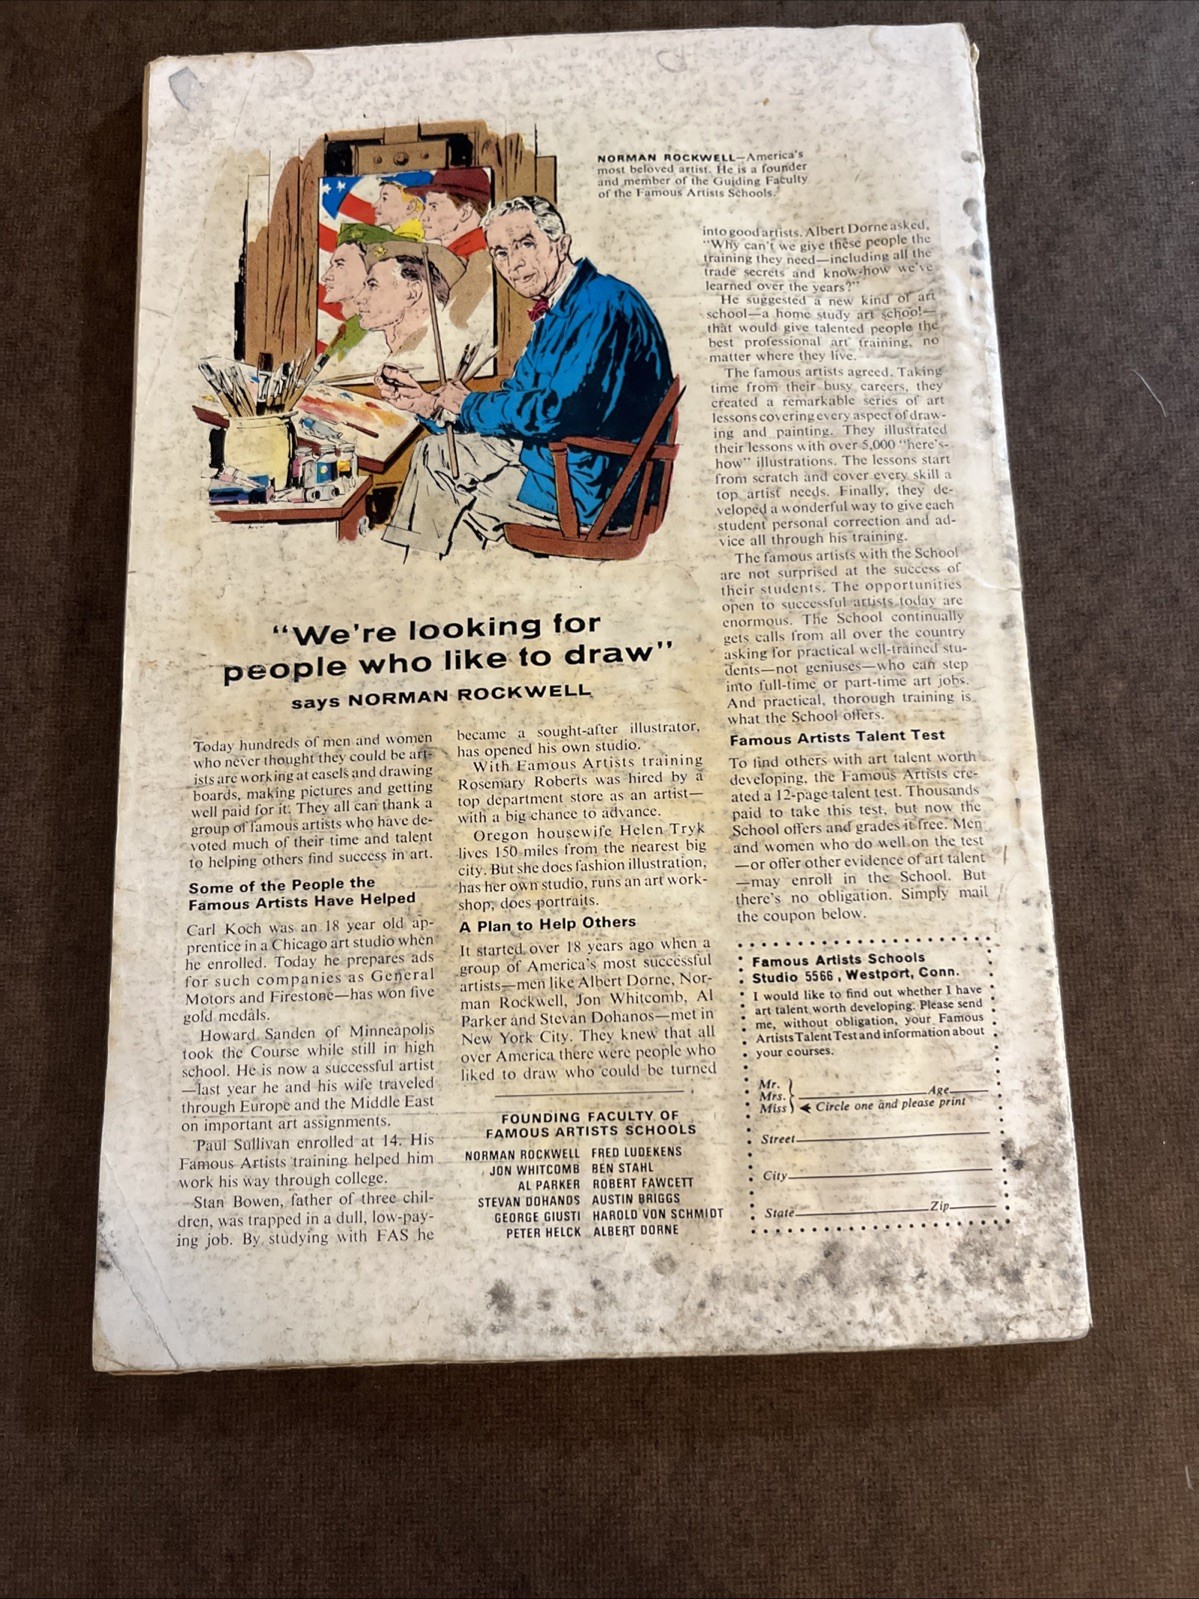 NORMAN ROCKWELL—America's
most beloved artist. He is a founder
and member of the Guiding Faculty
of the Famous Artists Schools.
"We're looking for
people who like to draw"
says NORMAN ROCKWELL
Today hundreds of men and women
who never thought they could be art-
ists are working at easels and drawing
boards, making pictures and getting
well paid for it. They all can thank a
group of famous artists who have de-
voted much of their time and talent
to helping others find success in art.
Some of the People the
Famous Artists Have Helped
Carl Koch was an 18 year old ap-
prentice in a Chicago art studio when
he enrolled. Today he prepares ads
for such companies as General
Motors and Firestone—has won five
gold medals.
Howard Sanden of Minneapolis
took the Course while still in high
school. He is now a successful artist
—last year he and his wife traveled
through Europe and the Middle East
on important art assignments.
Paul Sullivan enrolled at 14. His
Famous Artists training helped him
work his way through college.
Stan Bowen, father of three chil-
dren, was trapped in a dull, low-pay-
ing job. By studying with FAS he
became a sought-after illustrator,
has opened his own studio.
With Famous Artists training
Rosemary Roberts was hired by a
top department store as an artist—
with a big chance to advance.
Oregon housewife Helen Tryk
lives 150 miles from the nearest big
city. But she does fashion illustration,
has her own studio, runs an art work-
shop, does portraits.
A Plan to Help Others
It started over 18 years ago when a
group of America's most successful
artists—men like Albert Dorne, Nor-
man Rockwell, Jon Whitcomb, Al
Parker and Stevan Dohanos—met in
New York City. They knew that all
over America there were people who
liked to draw who could be turned
FOUNDING FACULTY OF
FAMOUS ARTISTS SCHOOLS
NORMAN ROCKWELL FRED LUDEKENS
JON WHITCOMB BEN STAHL
AL PARKER ROBERT FAWCETT
STEVAN DOHANOS AUSTIN BRIGGS
GEORGE GIUSTI HAROLD VON SCHMIDT
PETER HELCK ALBERT DORNE
into good artists. Albert Dorne asked,
"Why can't we give these people the
training they need—including all the
trade secrets and know-how we've
learned over the years?"
He suggested a new kind of art
school—a home study art school—
that would give talented people the
best professional art training, no
matter where they live.
The famous artists agreed. Taking
time from their busy careers, they
created a remarkable series of art
lessons covering every aspect of draw-
ing and painting. They illustrated
their lessons with over 5,000 "here's-
how" illustrations. The lessons start
from scratch and cover every skill a
top artist needs. Finally, they de-
veloped a wonderful way to give each
student personal correction and ad-
vice all through his training.
The famous artists with the School
are not surprised at the success of
their students. The opportunities
open to successful artists today are
enormous. The School continually
gets calls from all over the country
asking for practical well-trained stu-
dents—not geniuses—who can step
into full-time or part-time art jobs.
And practical, thorough training is
what the School offers.
Famous Artists Talent Test
To find others with art talent worth
developing, the Famous Artists cre-
ated a 12-page talent test. Thousands
paid to take this test, but now the
School offers and grades it free. Men
and women who do well on the test
—or offer other evidence of art talent
—may enroll in the School. But
there's no obligation. Simply mail
the coupon below.
Famous Artists Schools
Studio 5566, Westport, Conn.
I would like to find out whether I have
art talent worth developing. Please send
me, without obligation, your Famous
Artists Talent Test and information about
your courses.
Mr.
Mrs. Age
Miss Circle one and please print
Street
City
State Zip